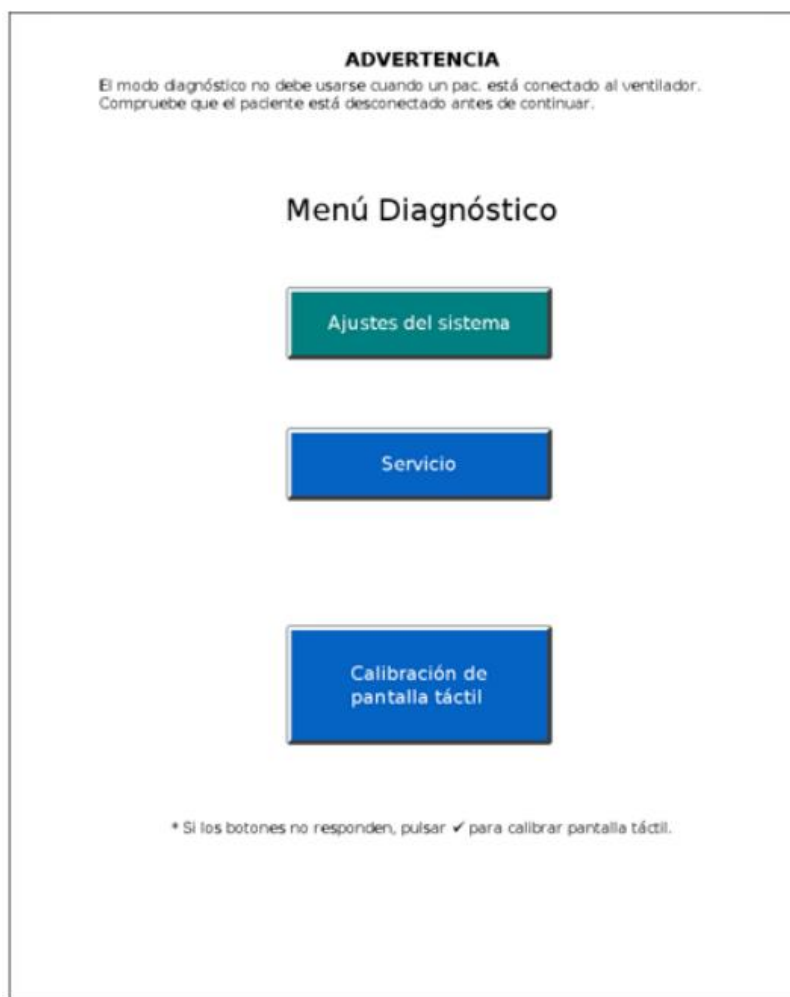 ADVERTENCIA
El modo diagnóstico no debe usarse cuando un pac. está conectado al ventilador.
Compruebe que el paciente está desconectado antes de continuar.
Menú Diagnóstico
Ajustes del sistema
Servicio
Calibración de
pantalla táctil
* Si los botones no responden, pulsar ✔ para calibrar pantalla táctil.